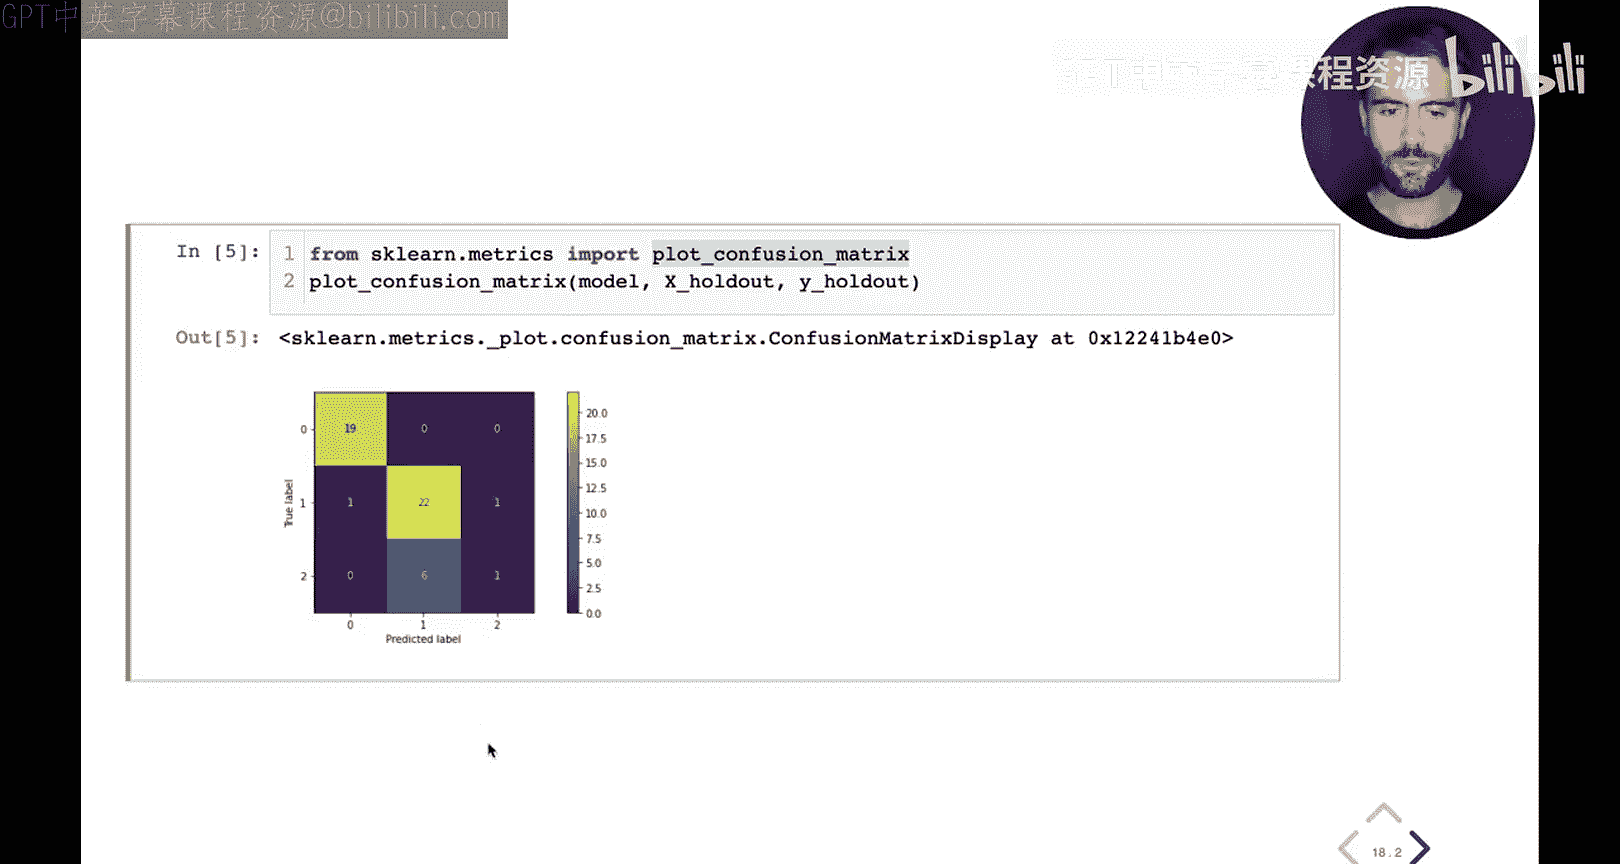 GPT中英字幕课程资源@bilibili.com
课程资源 bilibili
In [5]:
1 from sklearn.metrics import plot_confusion_matrix
2 plot_confusion_matrix(model, X_holdout, y_holdout)
Out[5]: <sklearn.metrics._plot.confusion_matrix.ConfusionMatrixDisplay at 0x12241b4e0>
0 19 0 0
1 1 22 1
2 0 6 1
True label
0 1 2
Predicted label
20.0
17.5
15.0
12.5
10.0
7.5
5.0
2.5
0.0
18.2